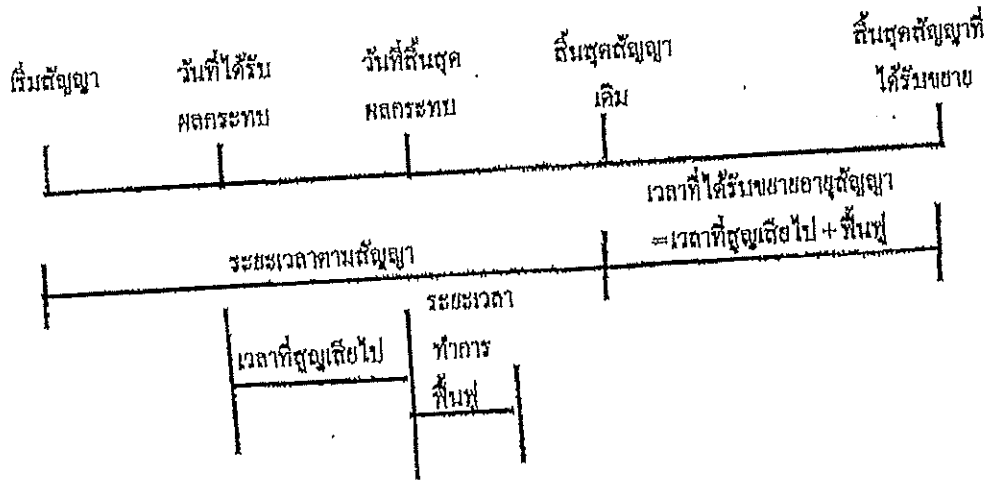 เริ่มสัญญา
วันที่ได้รับ
ผลกระทบ
วันที่สิ้นสุด
ผลกระทบ
สิ้นสุดสัญญา
เดิม
สิ้นสุดสัญญาที่
ได้รับขยาย
เวลาที่ได้รับขยายอายุสัญญา
=เวลาที่สูญเสียไป+ฟื้นฟู
ระยะเวลาตามสัญญา
เวลาที่สูญเสียไป
ระยะเวลา
ทำการ
ฟื้นฟู